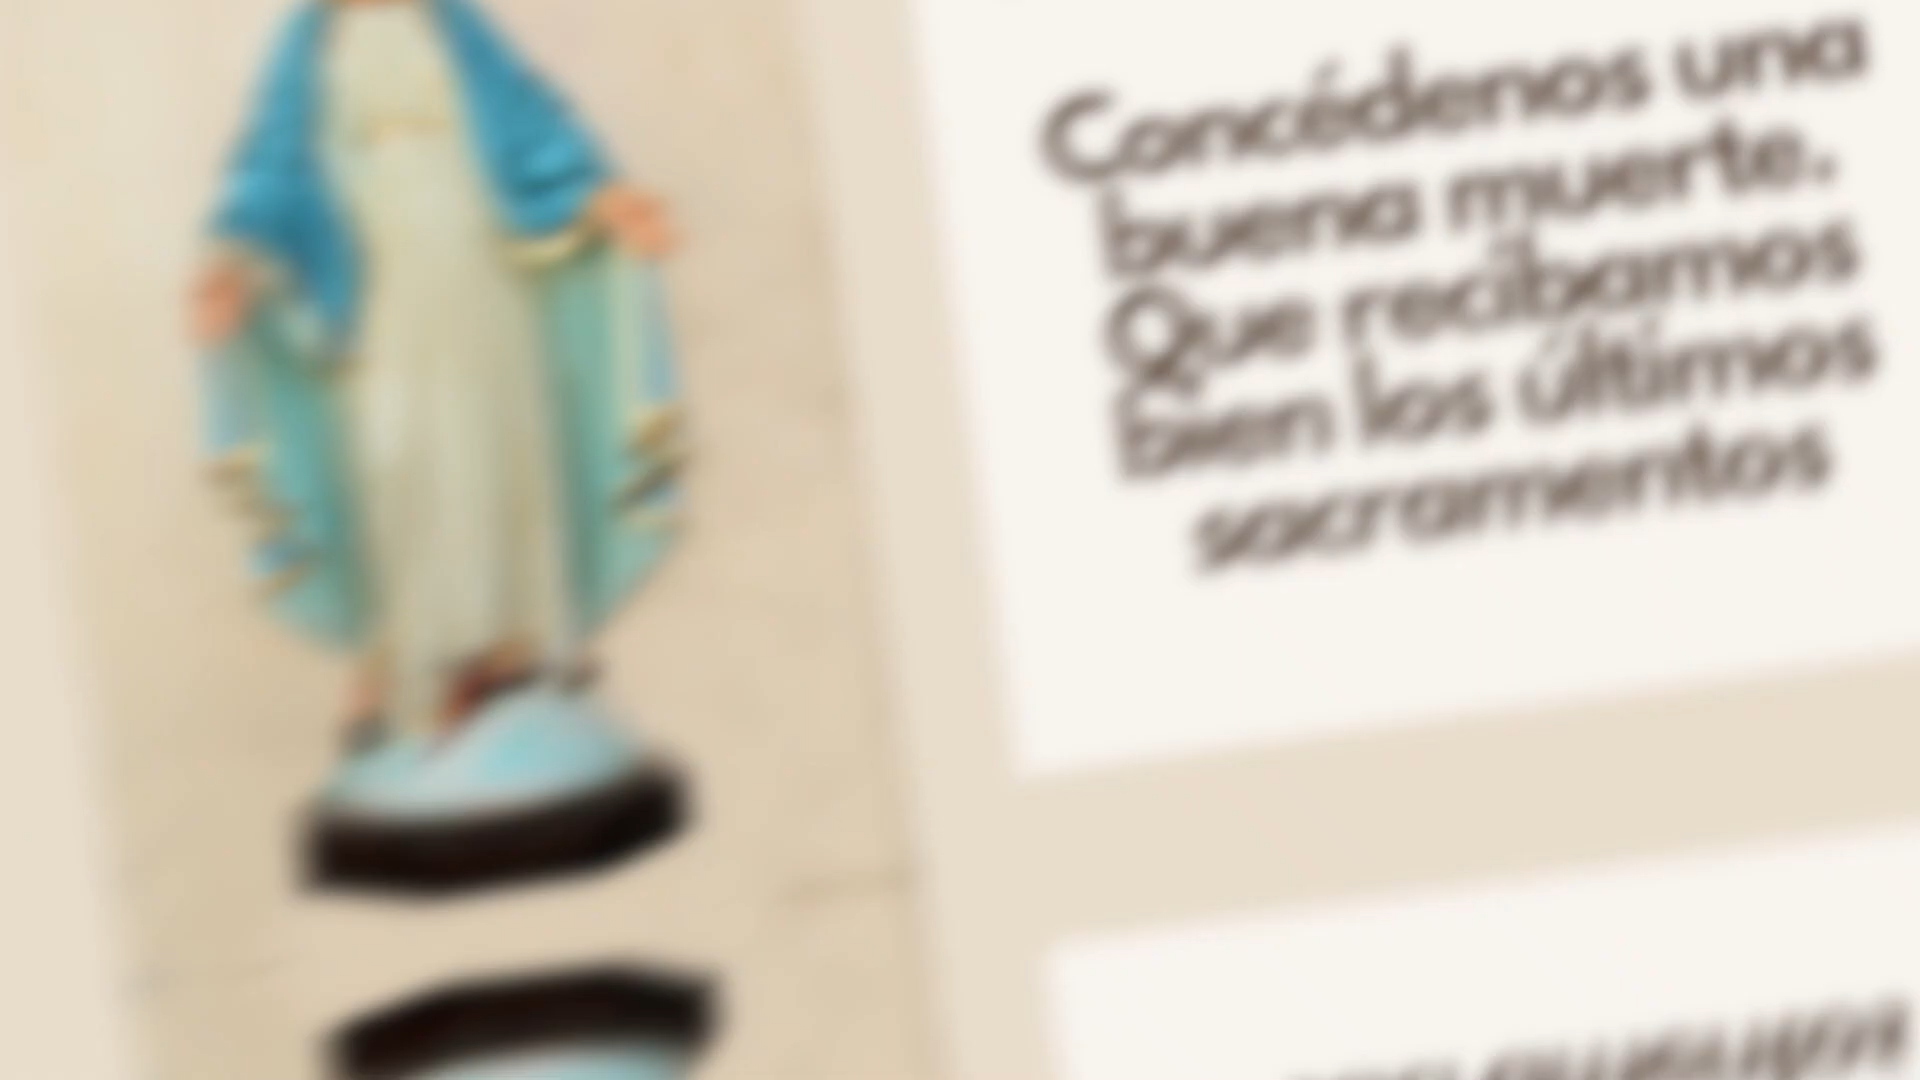 Concédenos una
buena muerte.
Que recibamos
bien los últimos
sacramentos